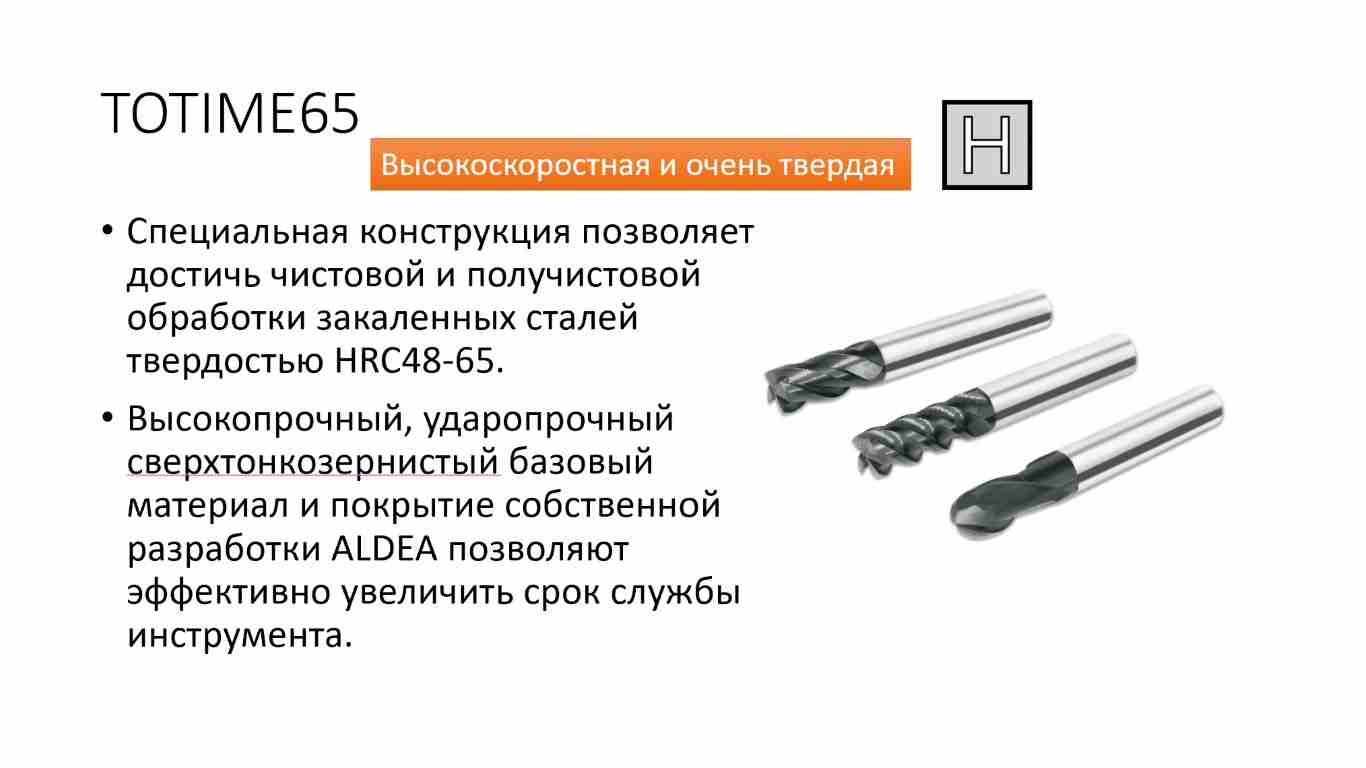 TOTIME65
Высокоскоростная и очень твердая
H
• Специальная конструкция позволяет
достичь чистовой и получистовой
обработки закаленных сталей
твердостью HRC48-65.
• Высокопрочный, ударопрочный
сверхтонкозернистый базовый
материал и покрытие собственной
разработки ALDEA позволяют
эффективно увеличить срок службы
инструмента.